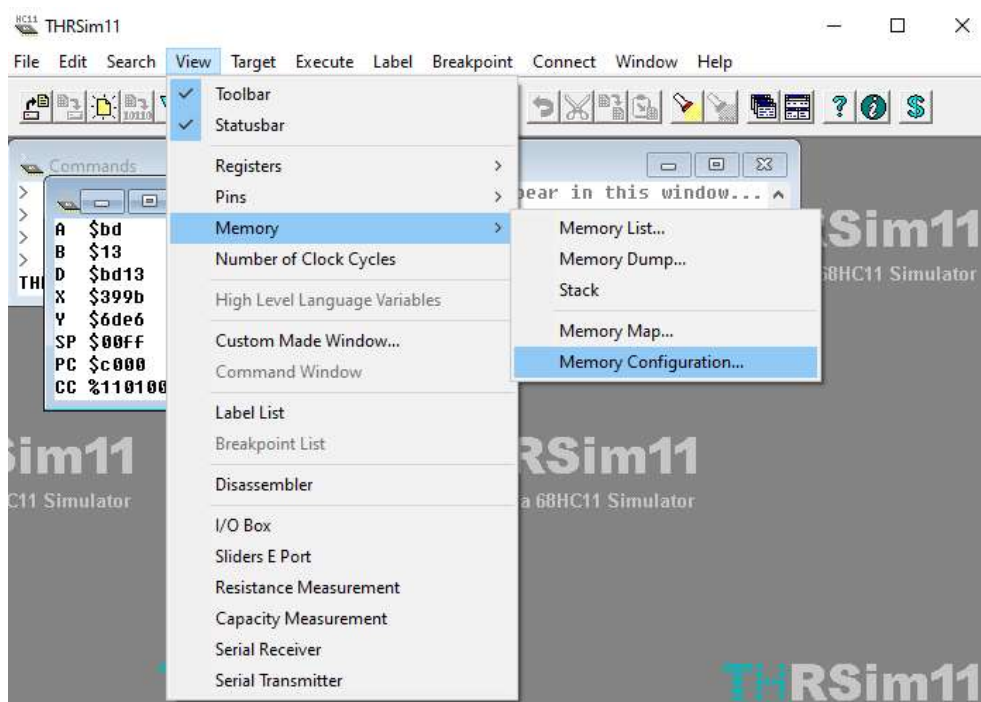 HC11
THRSim11
File Edit Search View Target Execute Label Breakpoint Connect Window Help
Toolbar
Statusbar
Commands
Registers
Pins
Memory
Number of Clock Cycles
High Level Language Variables
Custom Made Window...
Command Window
Label List
Breakpoint List
Disassembler
I/O Box
Sliders E Port
Resistance Measurement
Capacity Measurement
Serial Receiver
Serial Transmitter
in this window...
Memory List...
Memory Dump...
Stack
Memory Map...
Memory Configuration...
A $bd
B $13
D $bd13
X $399b
Y $6de6
SP $00ff
PC $c000
CC %110100
Sim11
68HC11 Simulator
Sim11
C11 Simulator
RSim11
a 68HC11 Simulator
THRSim11